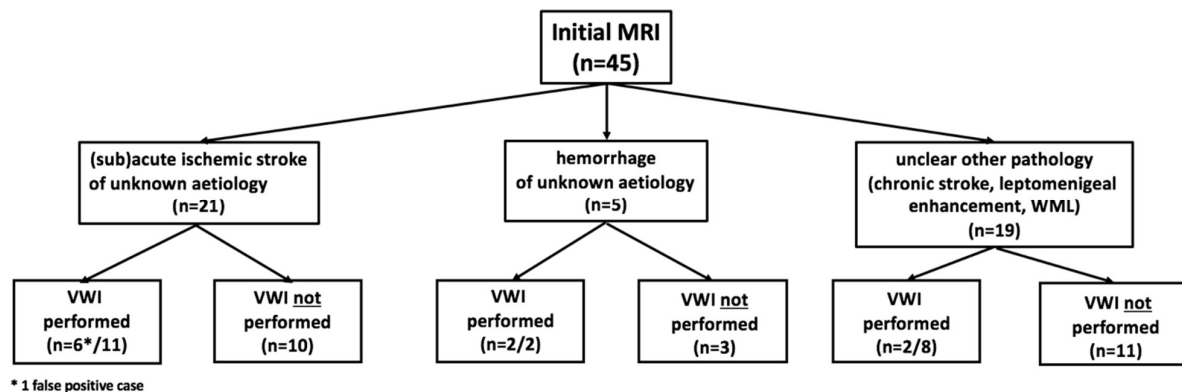 Initial MRI
(n=45)
(sub)acute ischemic stroke
of unknown aetiology
(n=21)
hemorrhage
of unknown aetiology
(n=5)
unclear other pathology
(chronic stroke, leptomenigeal
enhancement, WML)
(n=19)
VWI
performed
(n=6*/11)
VWI not
performed
(n=10)
VWI
performed
(n=2/2)
VWI not
performed
(n=3)
VWI
performed
(n=2/8)
VWI not
performed
(n=11)
* 1 false positive case